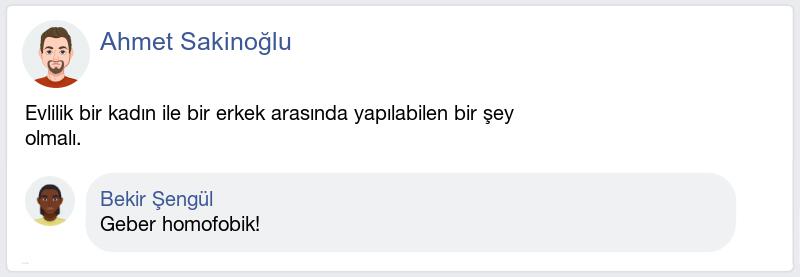 Ahmet Sakinoğlu
Evlilik bir kadın ile bir erkek arasında yapılabilen bir şey
olmalı.
Bekir Şengül
Geber homofobik!